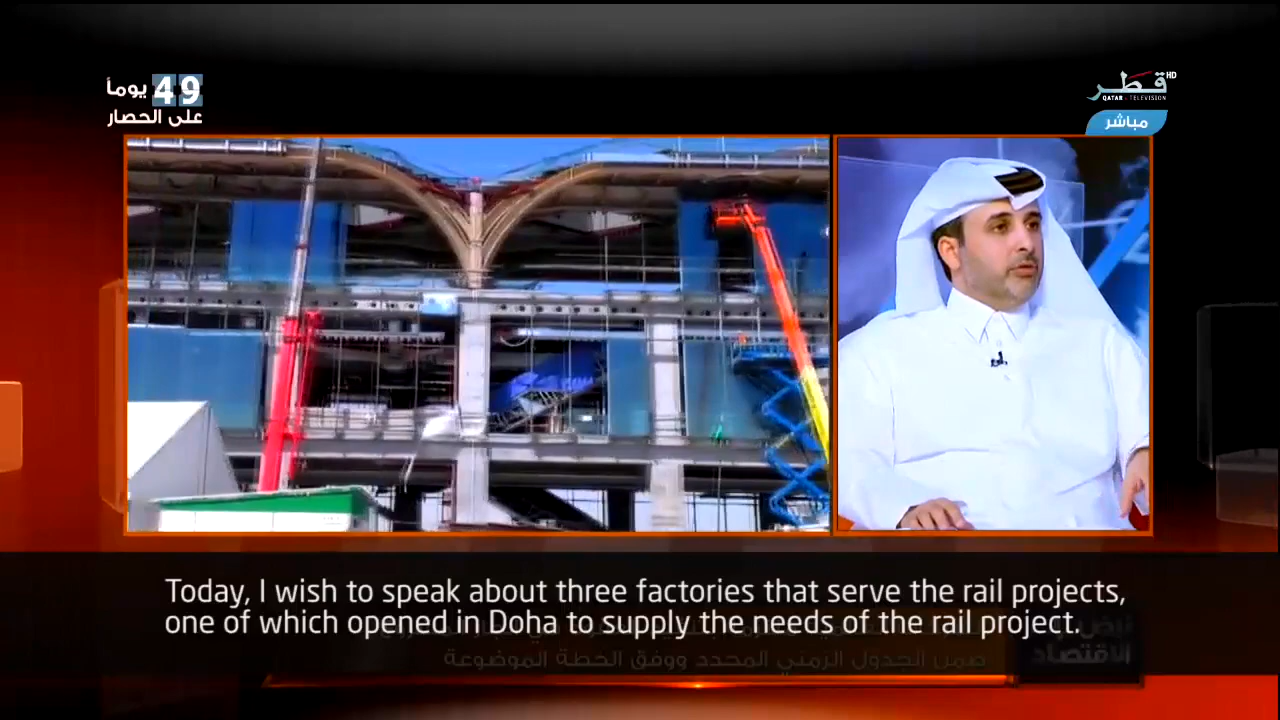 49 يوماً
على الحصار
قطر HD
QATAR TELEVISION
مباشر
Today, I wish to speak about three factories that serve the rail projects,
one of which opened in Doha to supply the needs of the rail project.
ضمن الجدول الزمني المحدد ووفق الخطة الموضوعة
الاقتصاد